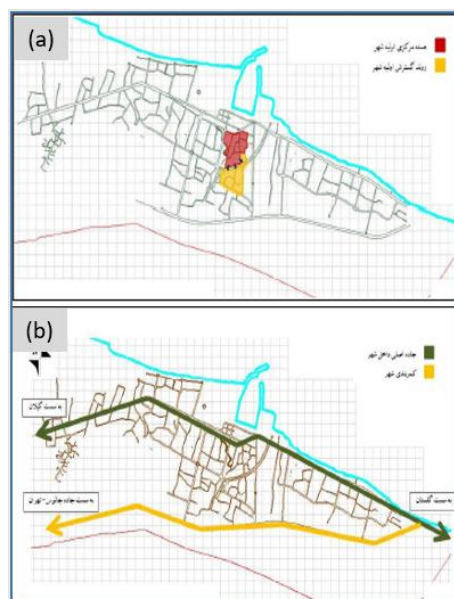 (a)
هسته مرکزی اولیه شهر
روند گسترش اولیه شهر
(b)
جاده اصلی داخل شهر
کمربندی شهر
به سمت گیلان
به سمت جاده چالوس - تهران
به سمت گلستان